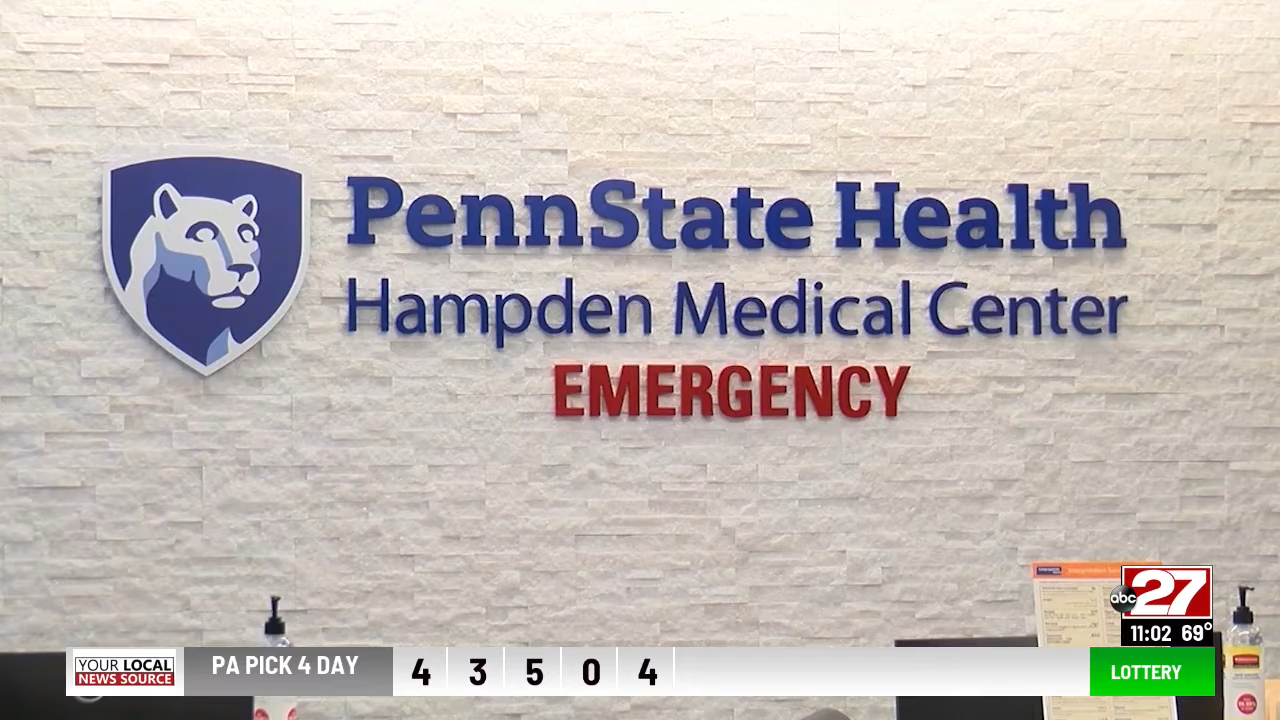 PennState Health
Hampden Medical Center
EMERGENCY
abc 27
11:02 69°
YOUR LOCAL
NEWS SOURCE
PA PICK 4 DAY 4 3 5 0 4 LOTTERY